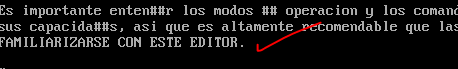 Es importante enten##r los modos ## operacion y los comand
sus capacida##s, asi que es altamente recomendable que las
FAMILIARIZARSE CON ESTE EDITOR.